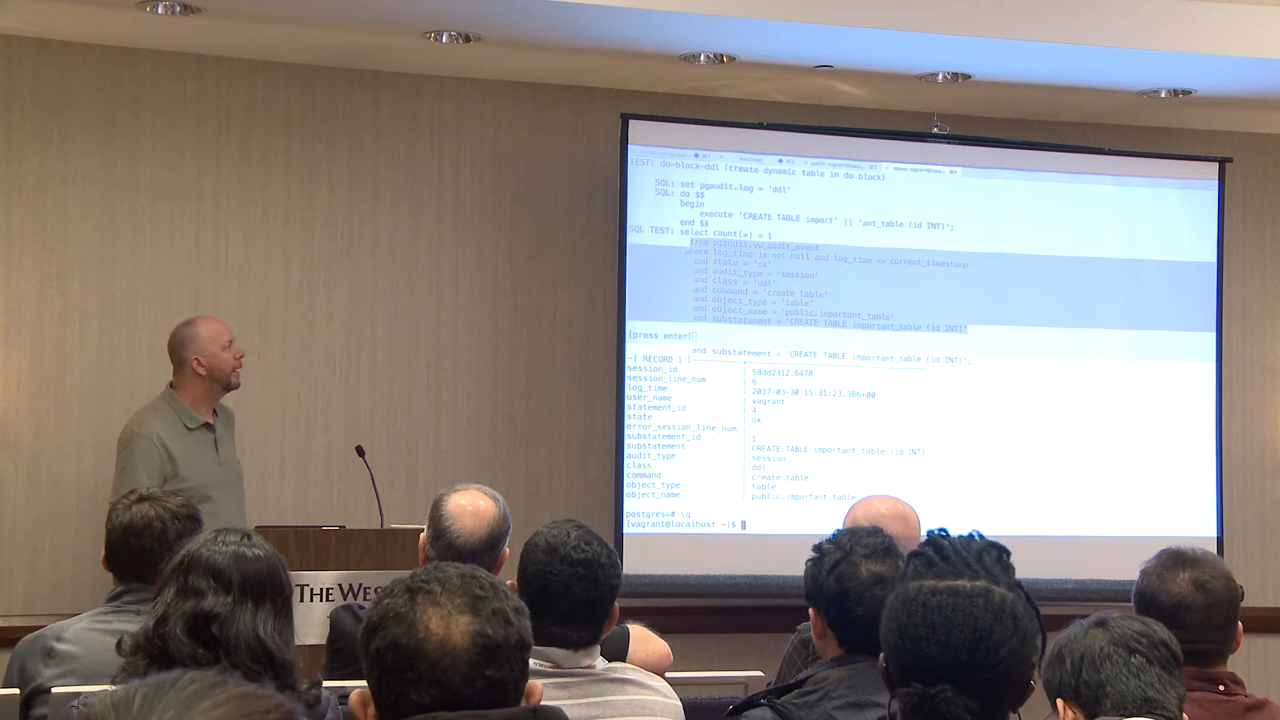 TEST: do-block-ddl (create dynamic table in do block)
SQL: set pgaudit.log = 'ddl'
SQL: do $$
begin
execute 'CREATE TABLE import' || 'ant_table (id INT)';
end $$
SQL TEST: select count(*) = 1
from pgaudit.vw_audit_event
where log_time is not null and log_time <= current_timestamp
and state = 'ok'
and audit_type = 'session'
and class = 'ddl'
and command = 'create table'
and object_type = 'table'
and object_name = 'public.important_table'
and substatement = 'CREATE TABLE important_table (id INT)'
[press enter]
and substatement = 'CREATE TABLE important_table (id INT)';
-[ RECORD 1 ]
session_id | 58dd2312.6478
session_line_num | 6
log_time | 2017-03-30 15:31:23.386+00
user_name | vagrant
statement_id | 4
state | ok
error_session_line_num |
substatement_id | 1
substatement | CREATE TABLE important_table (id INT)
audit_type | session
class | ddl
command | create table
object_type | table
object_name | public.important_table
postgres=# \q
[vagrant@localhost ~]$
THE WES